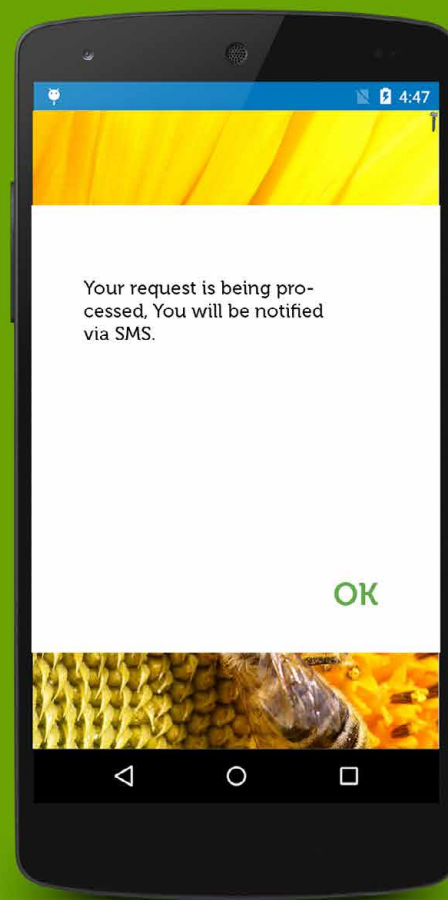 4:47
Your request is being pro-
cessed, You will be notified
via SMS.
OK